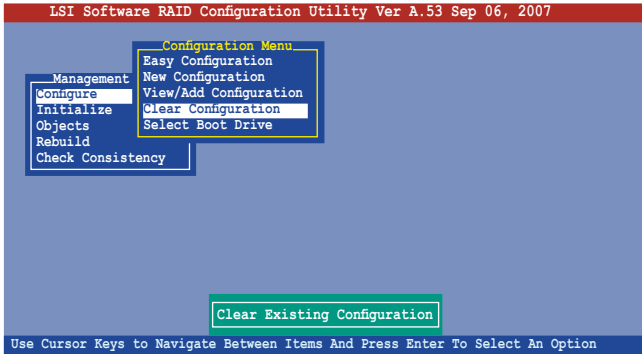 LSI Software RAID Configuration Utility Ver A.53 Sep 06, 2007
Configuration Menu
Easy Configuration
New Configuration
View/Add Configuration
Clear Configuration
Select Boot Drive
Management
Configure
Initialize
Objects
Rebuild
Check Consistency
Clear Existing Configuration
Use Cursor Keys to Navigate Between Items And Press Enter To Select An Option